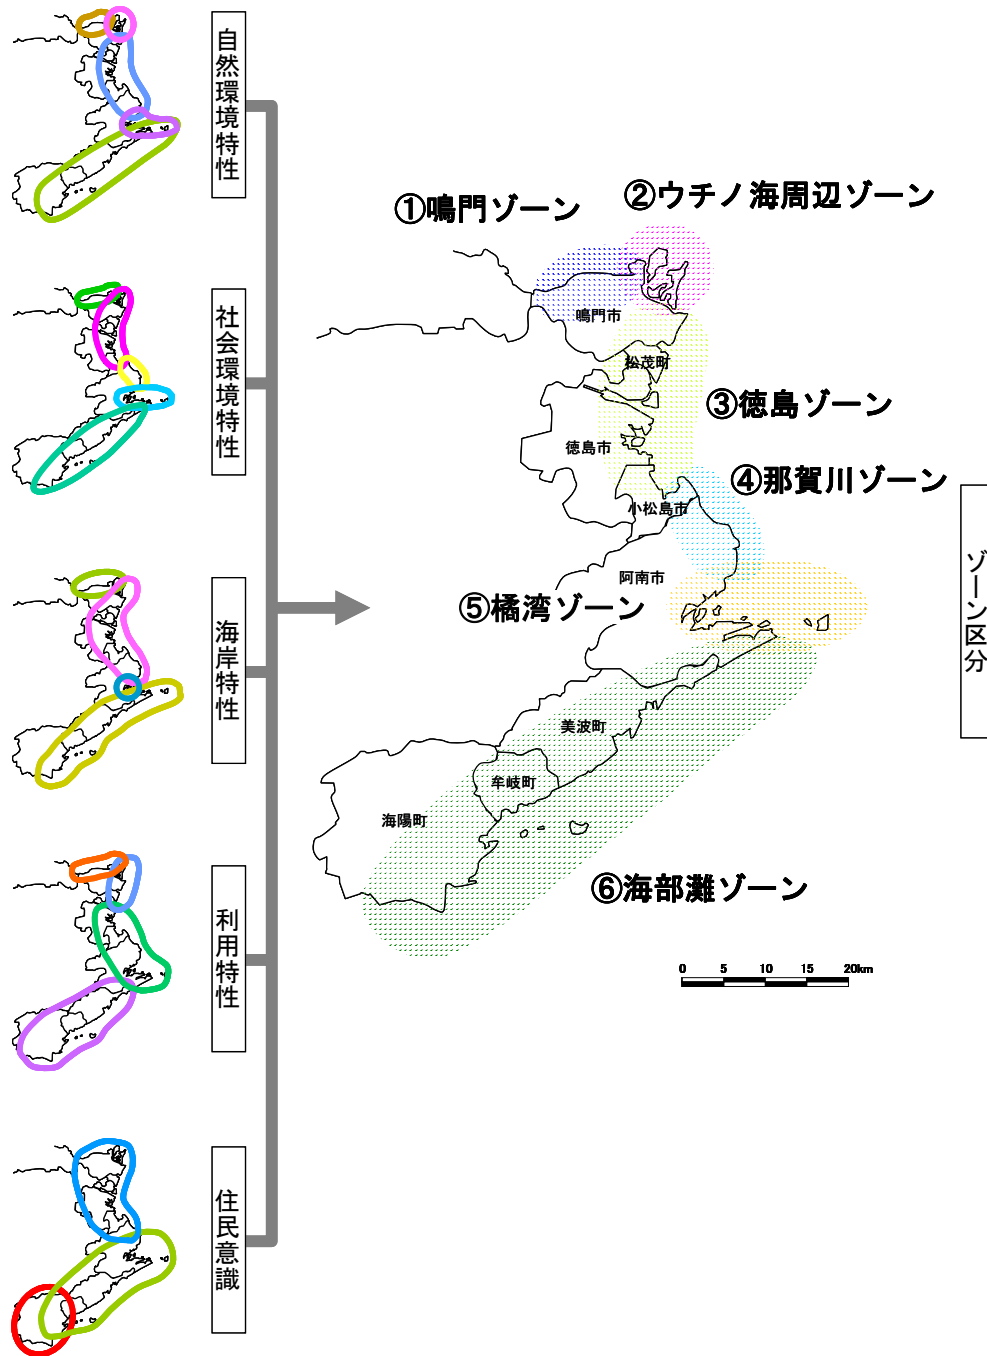 自然環境特性
社会環境特性
海岸特性
利用特性
住民意識
①鳴門ゾーン
②ウチノ海周辺ゾーン
鳴門市
松茂町
③徳島ゾーン
徳島市
④那賀川ゾーン
小松島市
阿南市
⑤橘湾ゾーン
美波町
牟岐町
海陽町
⑥海部灘ゾーン
0 5 10 15 20km
ゾーン区分